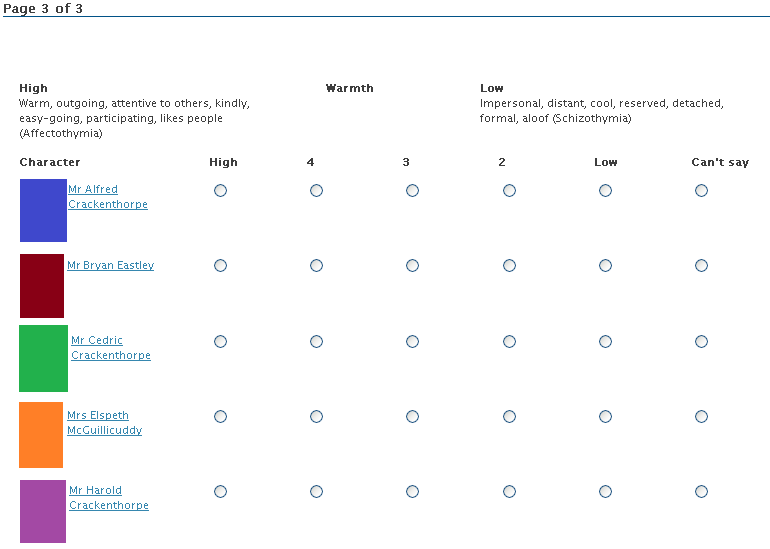 Page 3 of 3
High
Warmth
Low
Warm, outgoing, attentive to others, kindly,
easy-going, participating, likes people
(Affectothymia)
Impersonal, distant, cool, reserved, detached,
formal, aloof (Schizothymia)
Character High 4 3 2 Low Can't say
Mr Alfred
Crackenthorpe
Mr Bryan Eastley
Mr Cedric
Crackenthorpe
Mrs Elspeth
McGuillicuddy
Mr Harold
Crackenthorpe